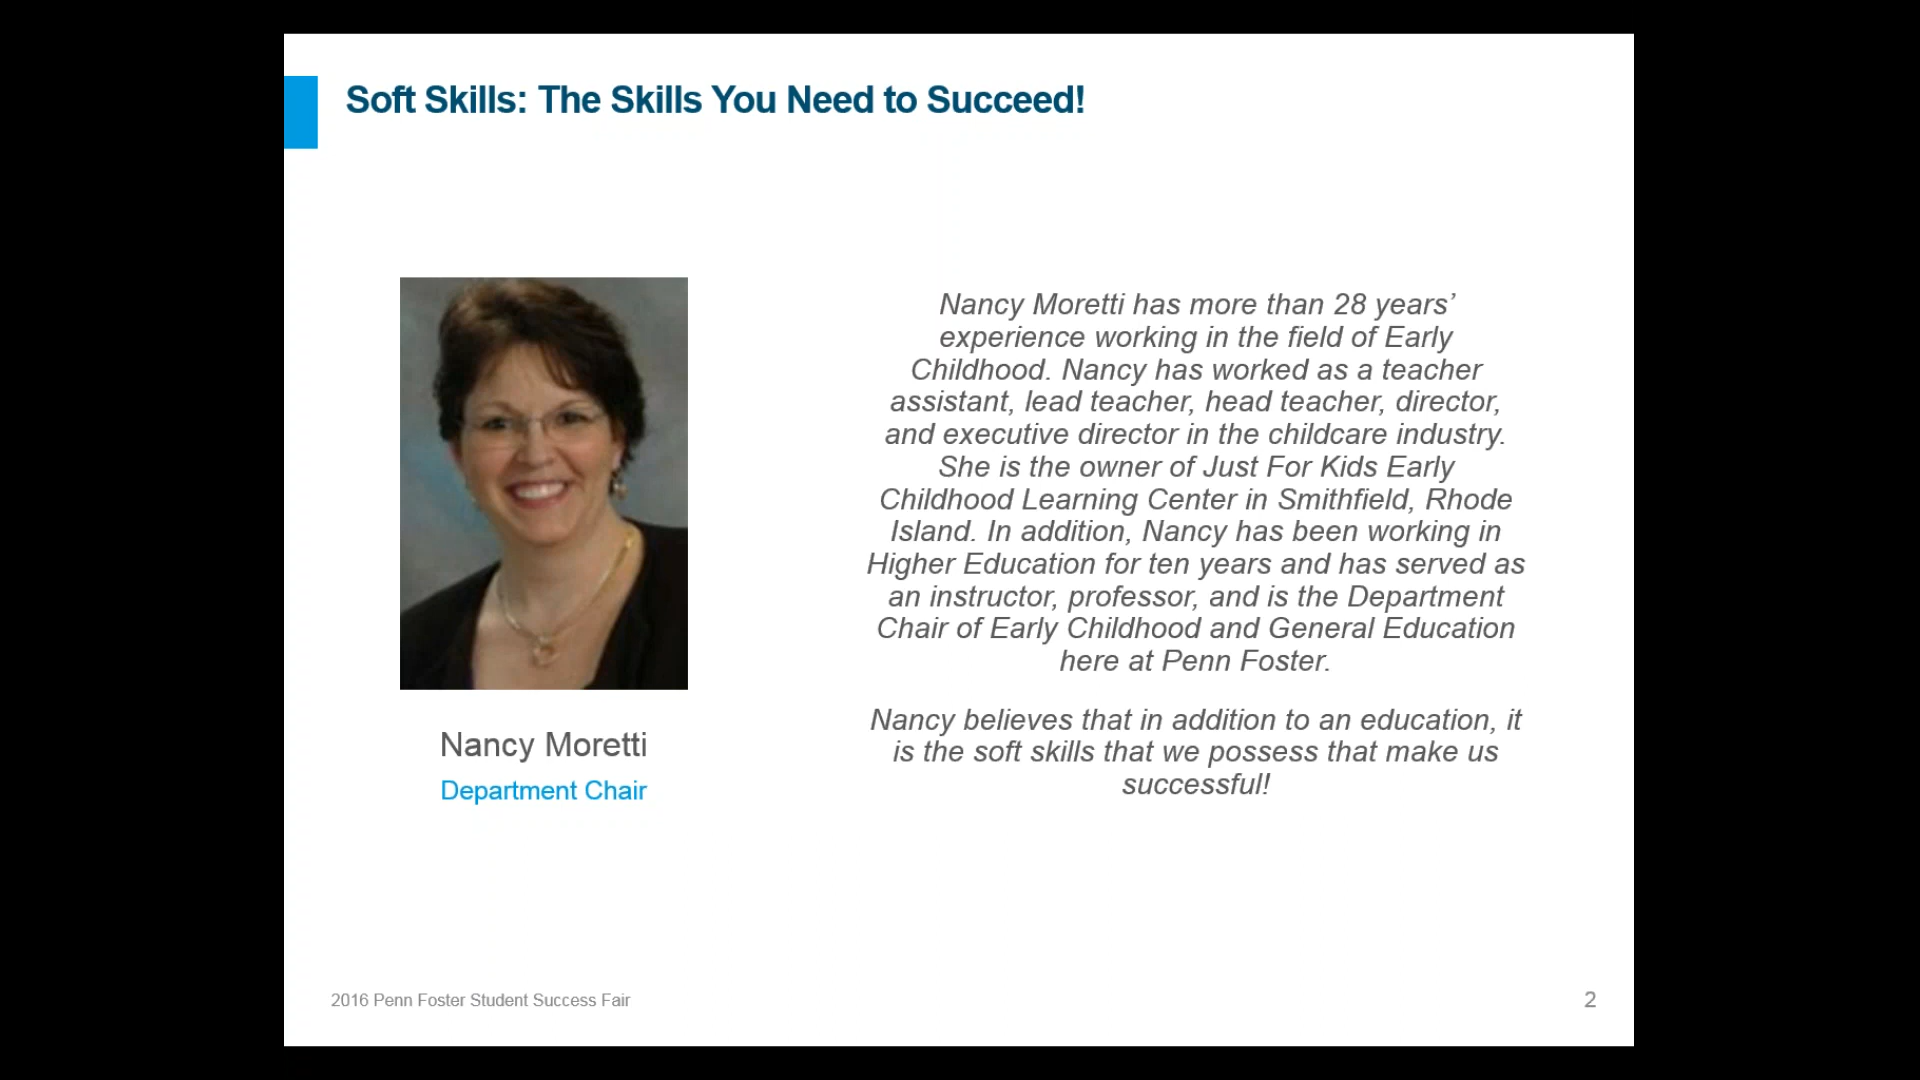 Soft Skills: The Skills You Need to Succeed!
Nancy Moretti has more than 28 years’
experience working in the field of Early
Childhood. Nancy has worked as a teacher
assistant, lead teacher, head teacher, director,
and executive director in the childcare industry.
She is the owner of Just For Kids Early
Childhood Learning Center in Smithfield, Rhode
Island. In addition, Nancy has been working in
Higher Education for ten years and has served as
an instructor, professor, and is the Department
Chair of Early Childhood and General Education
here at Penn Foster.
Nancy believes that in addition to an education, it
is the soft skills that we possess that make us
successful!
Nancy Moretti
Department Chair
2016 Penn Foster Student Success Fair
2